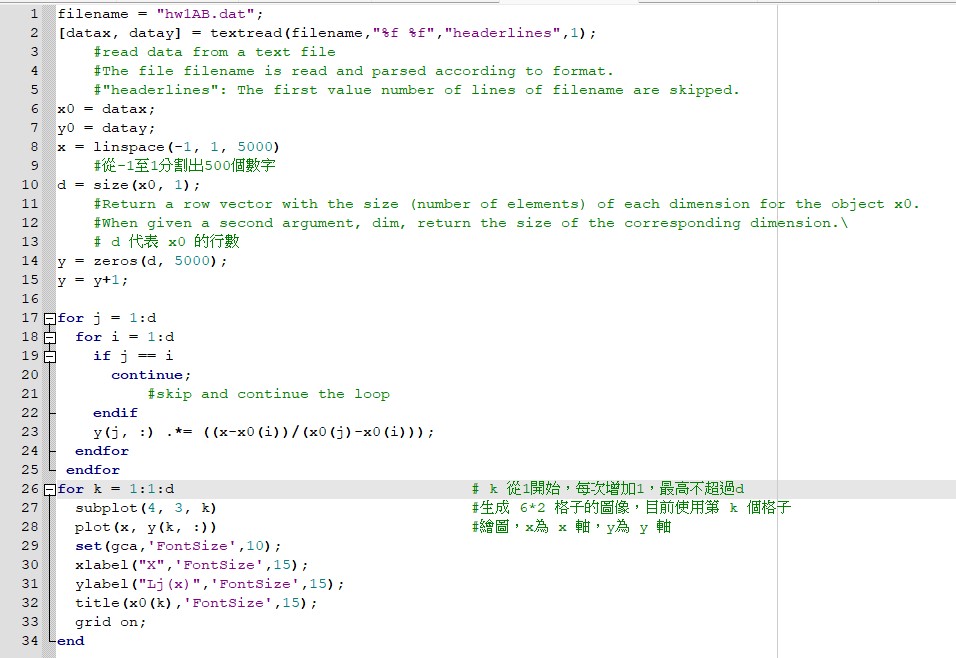 1 filename = "hw1AB.dat";
2 [datax, datay] = textread(filename,"%f %f","headerlines",1);
3 #read data from a text file
4 #The file filename is read and parsed according to format.
5 #"headerlines": The first value number of lines of filename are skipped.
6 x0 = datax;
7 y0 = datay;
8 x = linspace(-1, 1, 5000)
9 #從-1至1分割出500個數字
10 d = size(x0, 1);
11 #Return a row vector with the size (number of elements) of each dimension for the object x0.
12 #When given a second argument, dim, return the size of the corresponding dimension.\
13 # d 代表 x0 的行數
14 y = zeros(d, 5000);
15 y = y+1;
16
17 for j = 1:d
18 for i = 1:d
19 if j == i
20 continue;
21 #skip and continue the loop
22 endif
23 y(j, :) .*= ((x-x0(i))/(x0(j)-x0(i)));
24 endfor
25 endfor
26 for k = 1:1:d # k 從1開始，每次增加1，最高不超過d
27 subplot(4, 3, k) #生成 6*2 格子的圖像，目前使用第 k 個格子
28 plot(x, y(k, :)) #繪圖，x為 x 軸，y為 y 軸
29 set(gca,'FontSize',10);
30 xlabel("X",'FontSize',15);
31 ylabel("Lj(x)",'FontSize',15);
32 title(x0(k),'FontSize',15);
33 grid on;
34 end